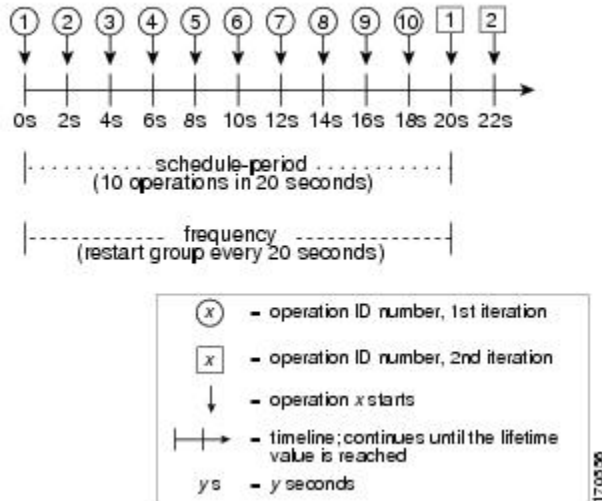 1 2 3 4 5 6 7 8 9 10 1 2
0s 2s 4s 6s 8s 10s 12s 14s 16s 18s 20s 22s
schedule-period
(10 operations in 20 seconds)
frequency
(restart group every 20 seconds)
x = operation ID number, 1st iteration
x = operation ID number, 2nd iteration
= operation x starts
= timeline; continues until the lifetime
value is reached
y s = y seconds
170556